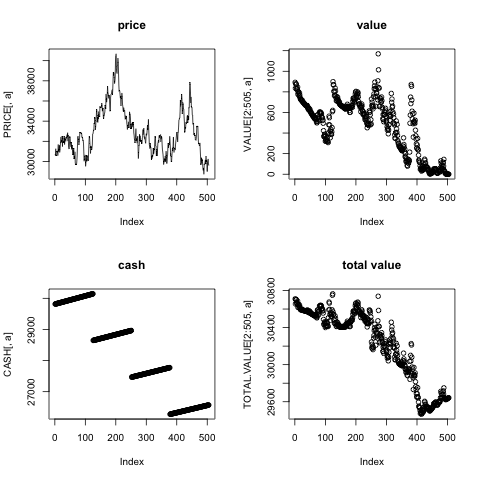 price
PRICE[, a]
30000 34000 38000
0 100 200 300 400 500
Index
value
VALUE[2:505, a]
0 200 600 1000
0 100 200 300 400 500
Index
cash
CASH[, a]
27000 29000
0 100 200 300 400 500
Index
total value
TOTAL.VALUE[2:505, a]
29600 30000 30400 30800
0 100 200 300 400 500
Index